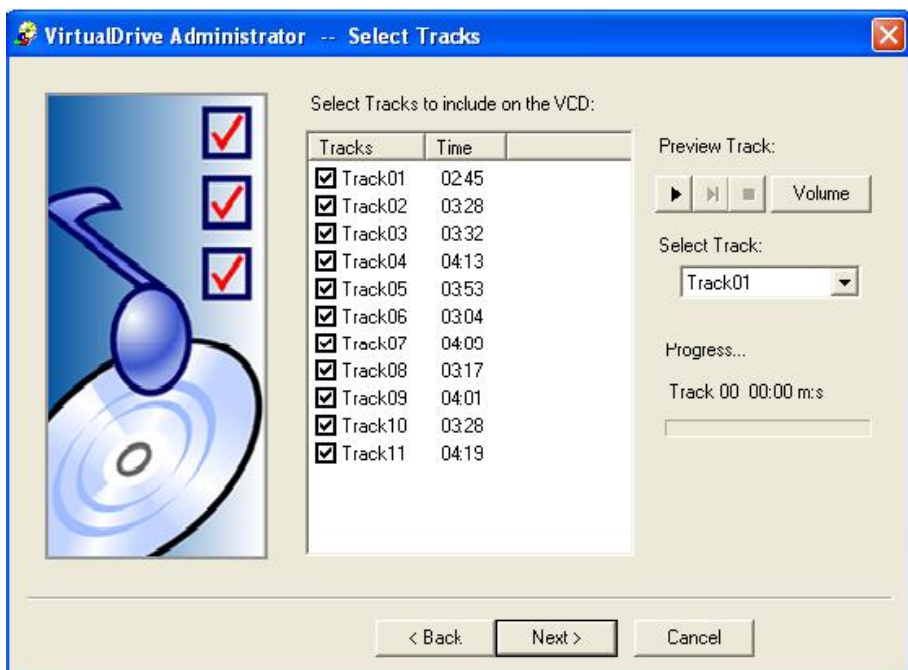 VirtualDrive Administrator -- Select Tracks
Select Tracks to include on the VCD:
Tracks Time
Track01 02:45
Track02 03:28
Track03 03:32
Track04 04:13
Track05 03:53
Track06 03:04
Track07 04:09
Track08 03:17
Track09 04:01
Track10 03:28
Track11 04:19
Preview Track:
Volume
Select Track:
Track01
Progress...
Track 00 00:00 m:s
< Back Next > Cancel